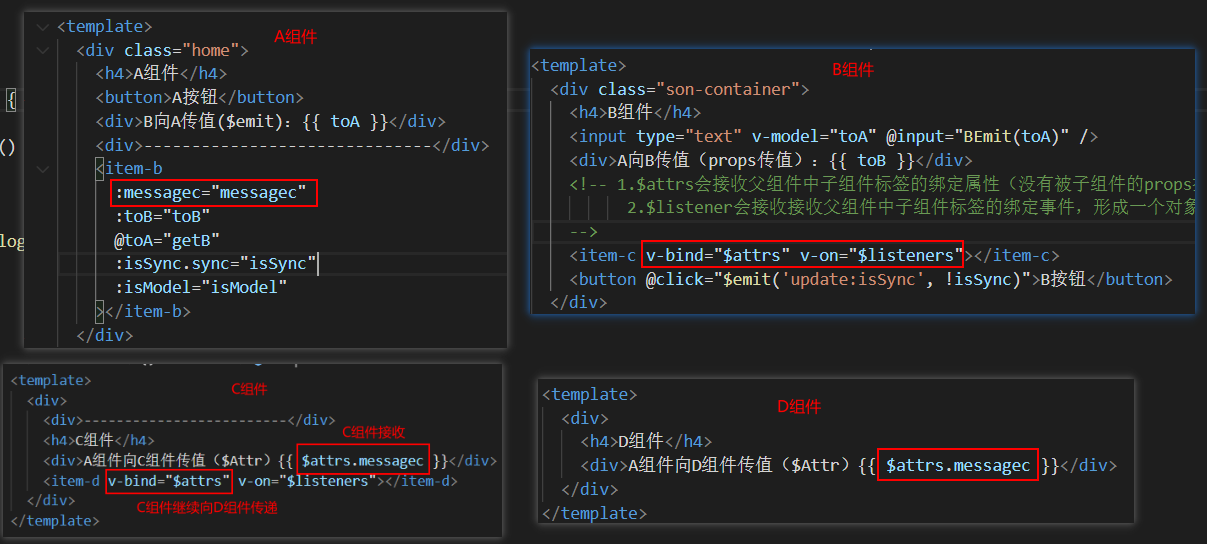 {
()
log
A组件
<template>
<div class="home">
<h4>A组件</h4>
<button>A按钮</button>
<div>B向A传值($emit): {{ toA }}</div>
<div>------------------------------</div>
<item-b
:messagec="messagec"
:toB="toB"
@toA="getB"
:isSync.sync="isSync"
:isModel="isModel"
></item-b>
</div>
B组件
<template>
<div class="son-container">
<h4>B组件</h4>
<input type="text" v-model="toA" @input="BEmit(toA)" />
<div>A向B传值（props传值）: {{ toB }}</div>
<!-- 1.$attrs会接收父组件中子组件标签的绑定属性（没有被子组件的props
2.$listener会接收接收父组件中子组件标签的绑定事件，形成一个对象
-->
<item-c v-bind="$attrs" v-on="$listeners"></item-c>
<button @click="$emit('update:isSync', !isSync)">B按钮</button>
</div>
C组件
<template>
<div>
<div>-------------------------</div>
<h4>C组件</h4>
C组件接收
<div>A组件向C组件传值（$Attr）{{ $attrs.messagec }}</div>
<item-d v-bind="$attrs" v-on="$listeners"></item-d>
</div>
C组件继续向D组件传递
</template>
D组件
<template>
<div>
<h4>D组件</h4>
<div>A组件向D组件传值（$Attr）{{ $attrs.messagec }}</div>
</div>
</template>